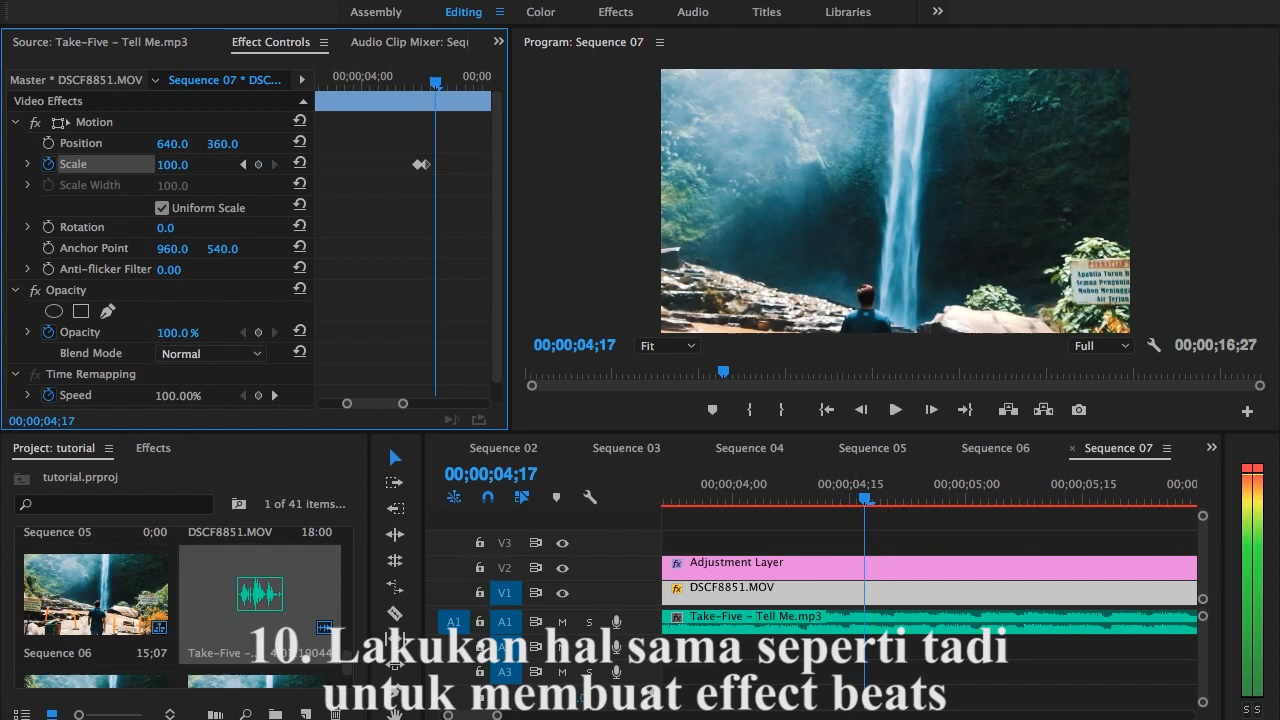 Assembly
Editing
Color
Effects
Audio
Titles
Libraries
Source: Take-Five - Tell Me.mp3
Effect Controls
Audio Clip Mixer: Seq
Program: Sequence 07
Master * DSCF8851.MOV
Sequence 07 * DSC...
00;00;04;00
00;00
Video Effects
fx Motion
Position 640.0 360.0
Scale 100.0
Scale Width 100.0
Uniform Scale
Rotation 0.0
Anchor Point 960.0 540.0
Anti-flicker Filter 0.00
fx Opacity
Opacity 100.0 %
Blend Mode Normal
fx Time Remapping
Speed 100.00%
00;00;04;17
Apabila Turun H
Semua Pengunju
Mohon Meningga
Air Terjun
00;00;04;17
Fit
Full
00;00;16;27
Project: tutorial
Effects
tutorial.prproj
1 of 41 items...
Sequence 05 0;00
DSCF8851.MOV 18:00
Sequence 06 15;07
Take-Five -...
Sequence 02
Sequence 03
Sequence 04
Sequence 05
Sequence 06
Sequence 07
00;00;04;17
00;00;04;00
00;00;04;15
00;00;05;00
00;00;05;15
00;00
V3
V2
fx Adjustment Layer
V1
fx DSCF8851.MOV
A1 A1 M S
fx Take-Five - Tell Me.mp3
A3 M S
S S
10. Lakukan hal sama seperti tadi
untuk membuat effect beats